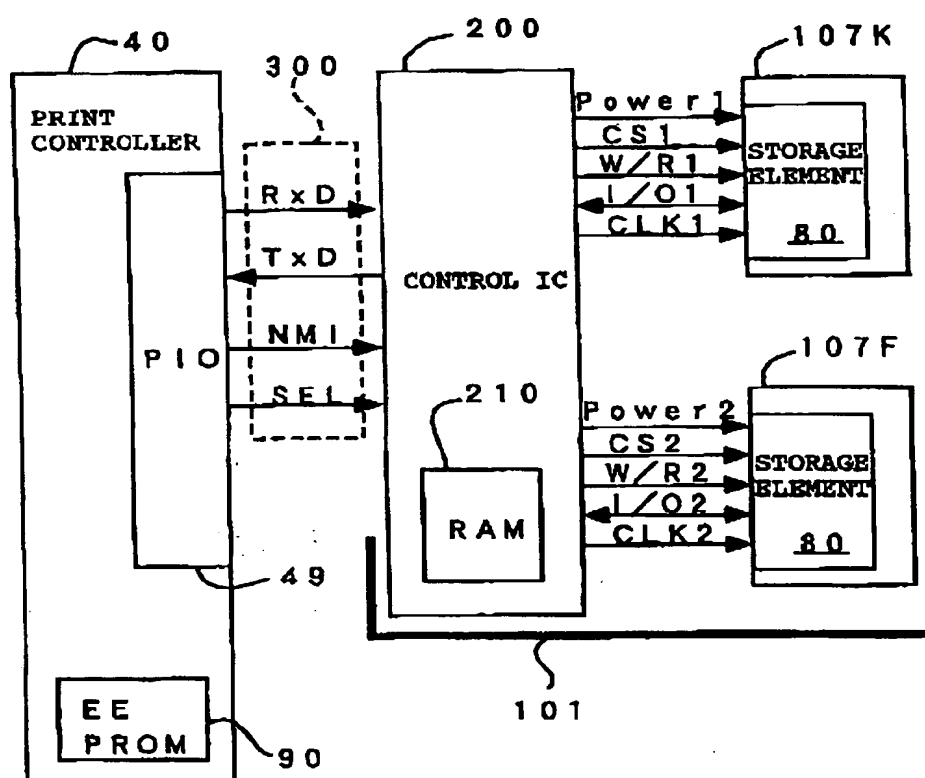 40
200
107K
300
PRINT
CONTROLLER
RxD
TxD
NMI
SEL
PIO
49
EE
PROM
90
CONTROL IC
210
RAM
101
Power1
CS1
W/R1
I/O1
CLK1
STORAGE
ELEMENT
80
107F
Power2
CS2
W/R2
I/O2
CLK2
STORAGE
ELEMENT
80